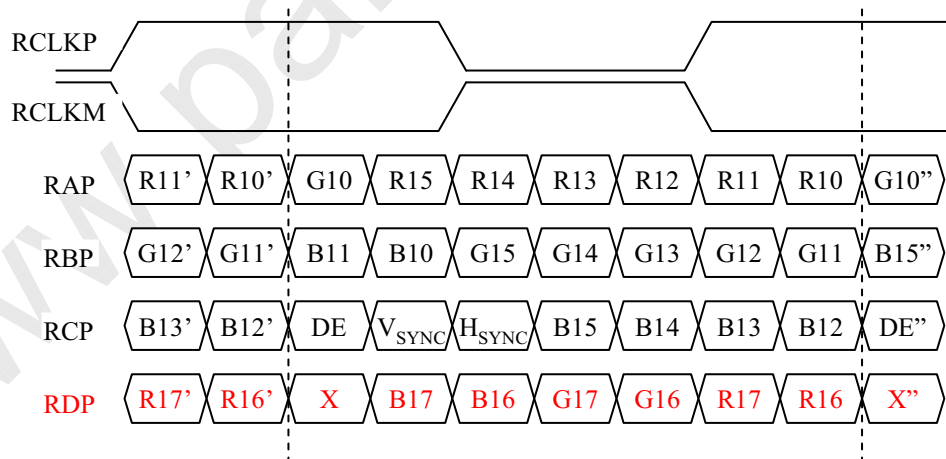 RCLKP
RCLKM
RAP R11’ R10’ G10 R15 R14 R13 R12 R11 R10 G10”
RBP G12’ G11’ B11 B10 G15 G14 G13 G12 G11 B15”
RCP B13’ B12’ DE VSYNC HSYNC B15 B14 B13 B12 DE”
RDP R17’ R16’ X B17 B16 G17 G16 R17 R16 X”